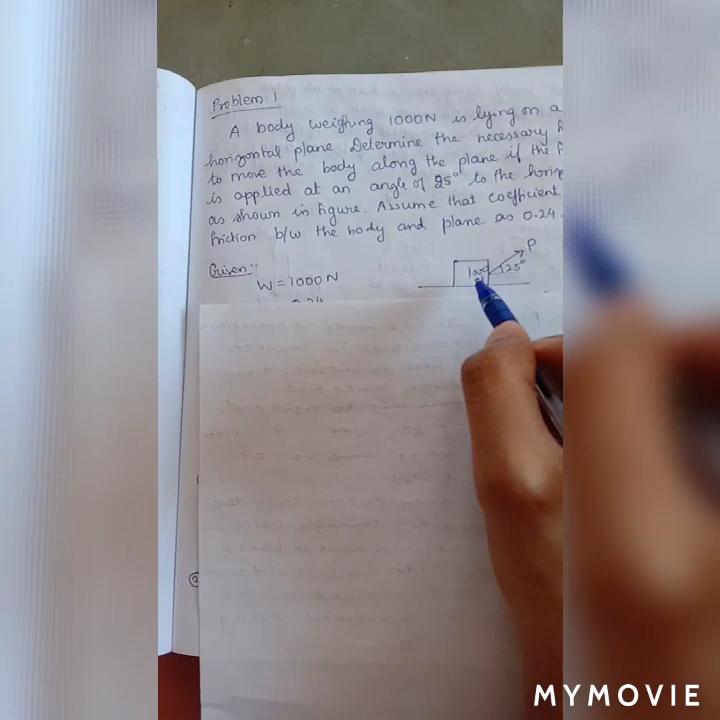 Problem: 1
A body weighing 1000N is lying on a
horizontal plane. Determine the necessary
to move the body along the plane if the
is applied at an angle of 25° to the
as shown in figure. Assume that coefficient
friction b/w the body and plane as 0.24.
Given:
W = 1000 N
P
25°
MYMOVIE